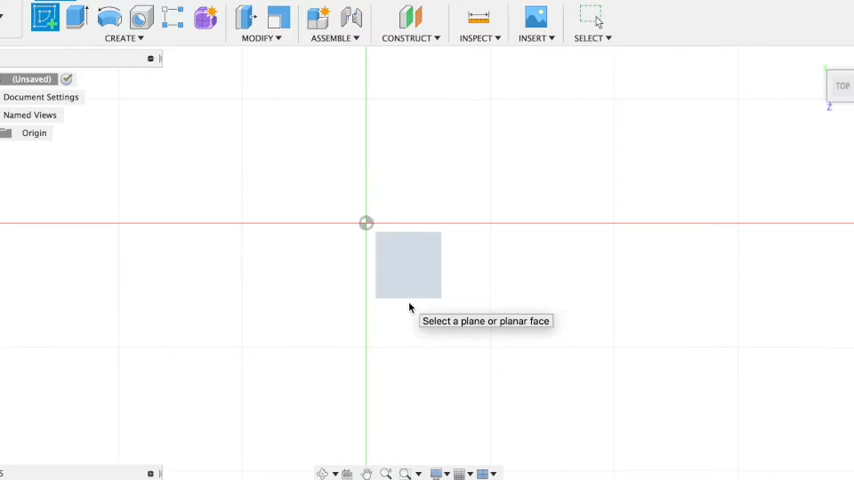 CREATE ▾ MODIFY ▾ ASSEMBLE ▾ CONSTRUCT ▾ INSPECT ▾ INSERT ▾ SELECT ▾
(Unsaved)
TOP
Document Settings
Z
Named Views
Origin
Select a plane or planar face